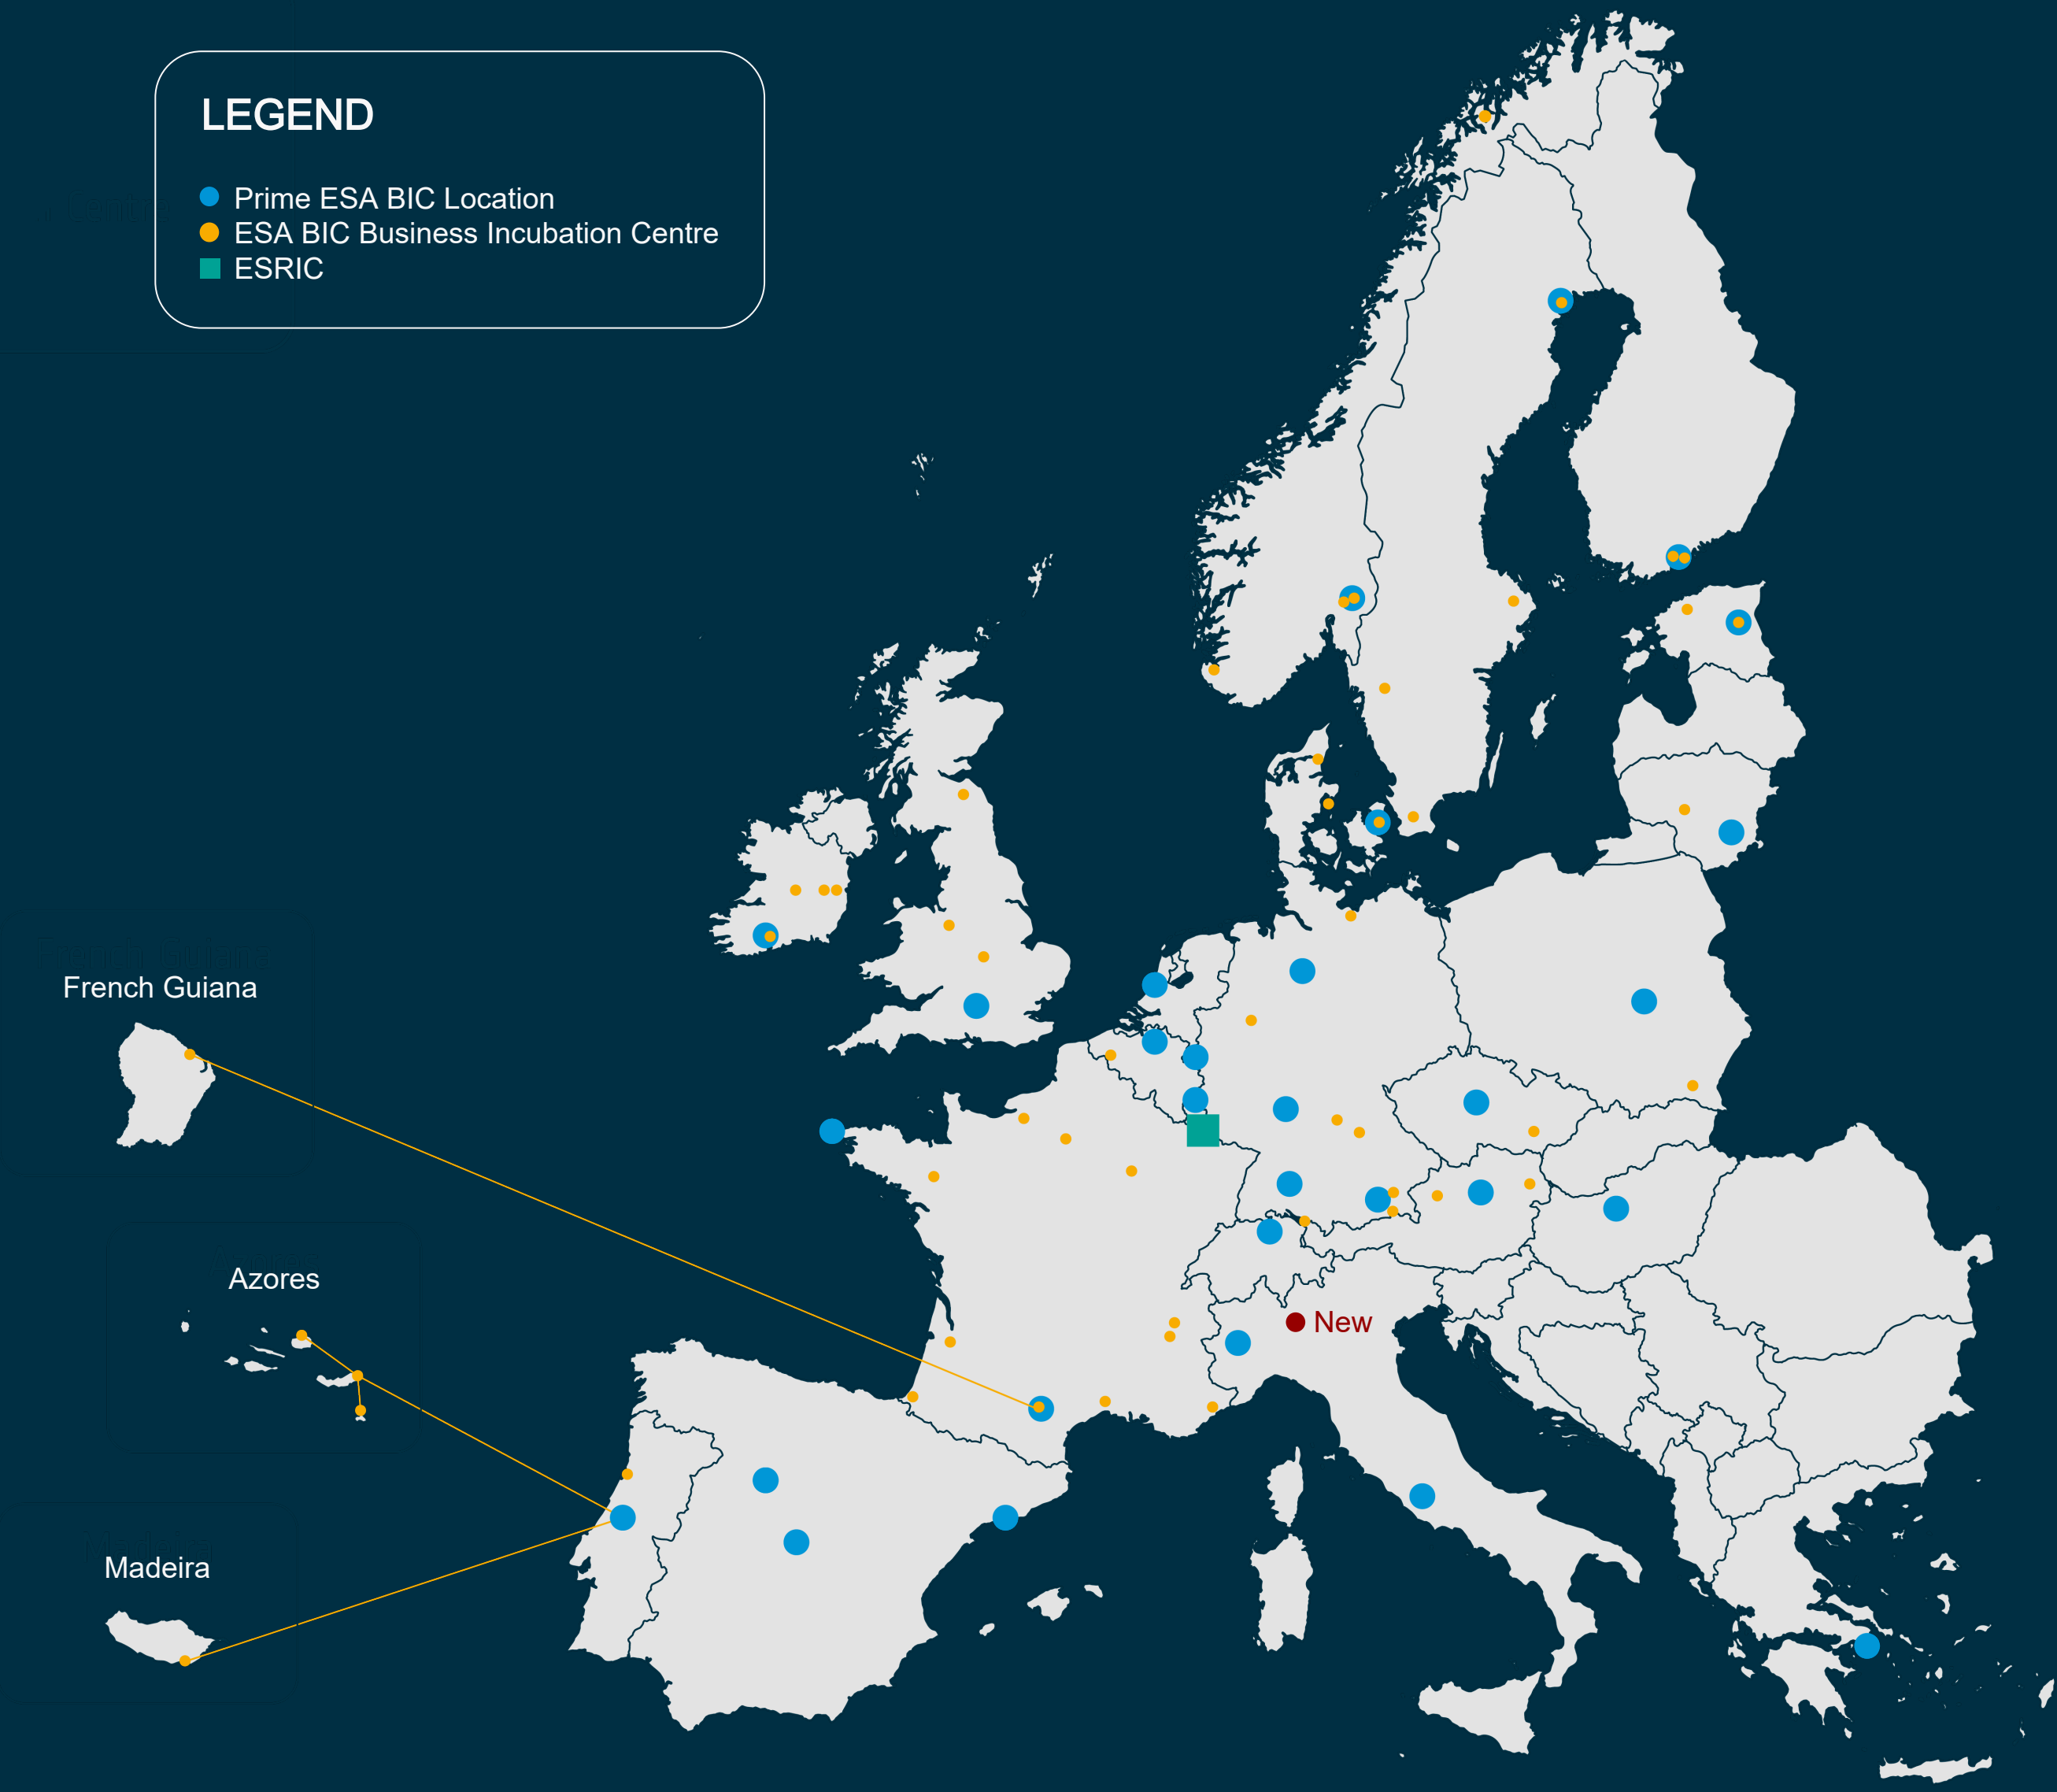 LEGEND
Prime ESA BIC Location
ESA BIC Business Incubation Centre
ESRIC
French Guiana
Azores
New
Madeira